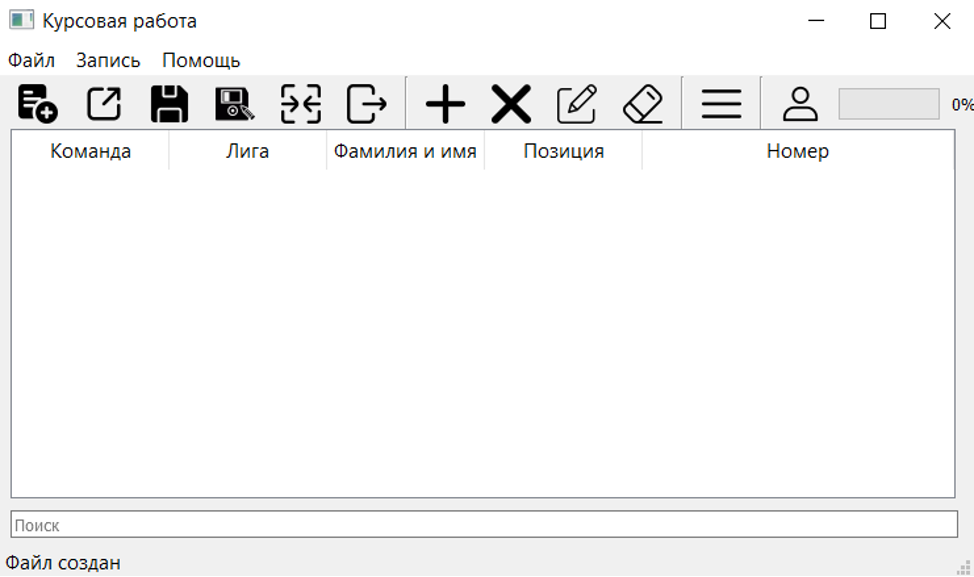 Курсовая работа
Файл Запись Помощь
0%
Команда Лига Фамилия и имя Позиция Номер
Поиск
Файл создан